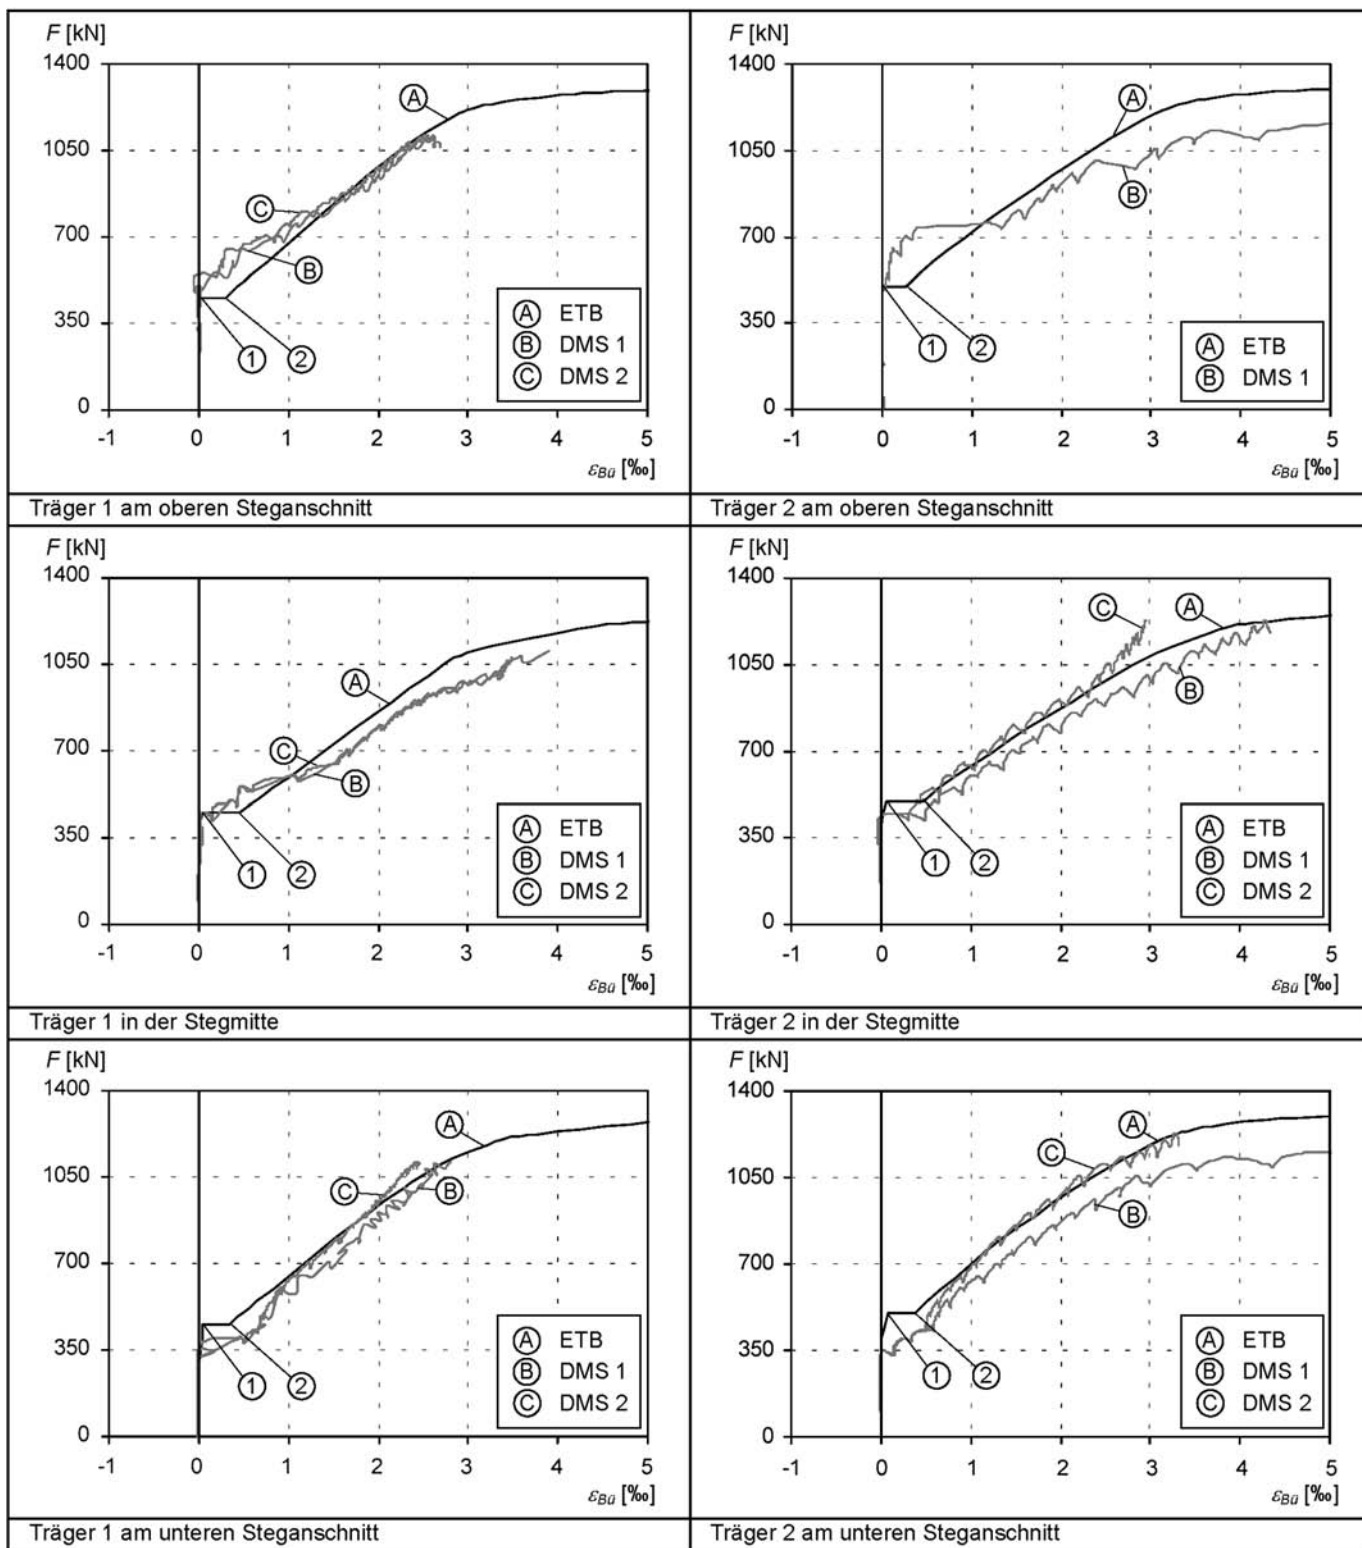 F [kN]
1400
1050
700
350
0
-1 0 1 2 3 4 5
εBü [‰]
A
C
B
1 2
A ETB
B DMS 1
C DMS 2
Träger 1 am oberen Steganschnitt
F [kN]
1400
1050
700
350
0
-1 0 1 2 3 4 5
εBü [‰]
A
B
1 2
A ETB
B DMS 1
Träger 2 am oberen Steganschnitt
F [kN]
1400
1050
700
350
0
-1 0 1 2 3 4 5
εBü [‰]
A
C
B
1 2
A ETB
B DMS 1
C DMS 2
Träger 1 in der Stegmitte
F [kN]
1400
1050
700
350
0
-1 0 1 2 3 4 5
εBü [‰]
C A
B
1 2
A ETB
B DMS 1
C DMS 2
Träger 2 in der Stegmitte
F [kN]
1400
1050
700
350
0
-1 0 1 2 3 4 5
εBü [‰]
A
C B
1 2
A ETB
B DMS 1
C DMS 2
Träger 1 am unteren Steganschnitt
F [kN]
1400
1050
700
350
0
-1 0 1 2 3 4 5
εBü [‰]
A
C
B
1 2
A ETB
B DMS 1
C DMS 2
Träger 2 am unteren Steganschnitt